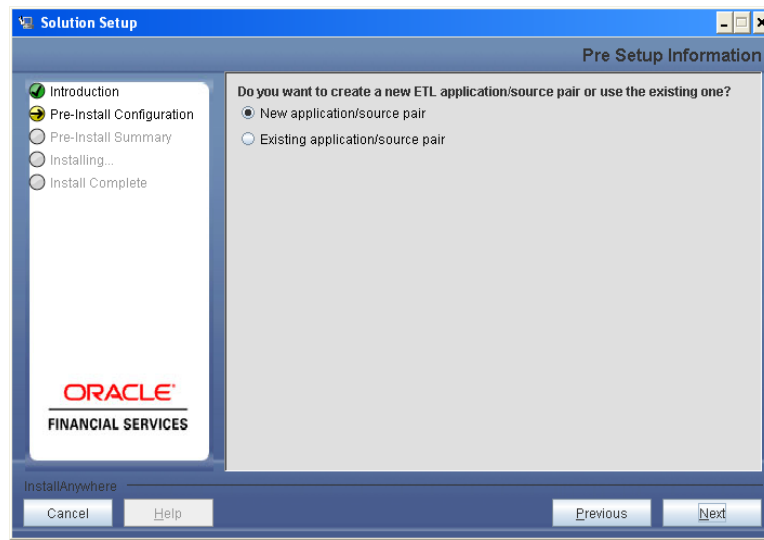 Solution Setup
Pre Setup Information
Introduction
Pre-Install Configuration
Pre-Install Summary
Installing...
Install Complete
Do you want to create a new ETL application/source pair or use the existing one?
New application/source pair
Existing application/source pair
ORACLE
FINANCIAL SERVICES
InstallAnywhere
Cancel
Help
Previous
Next